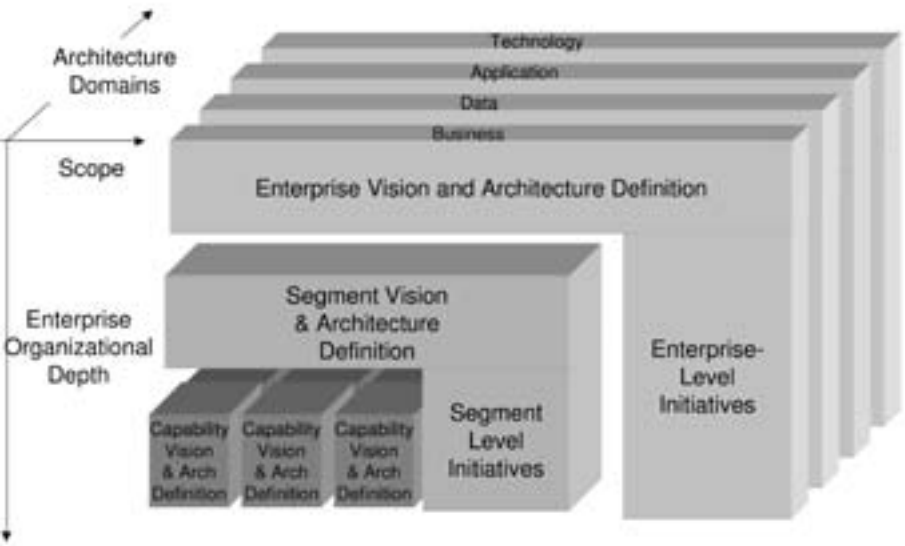 Architecture
Domains
Technology
Application
Data
Business
Scope
Enterprise Vision and Architecture Definition
Segment Vision
& Architecture
Definition
Enterprise
Organizational
Depth
Enterprise-
Level
Initiatives
Segment
Level
Initiatives
Capability
Vision
& Arch
Definition
Capability
Vision
& Arch
Definition
Capability
Vision
& Arch
Definition